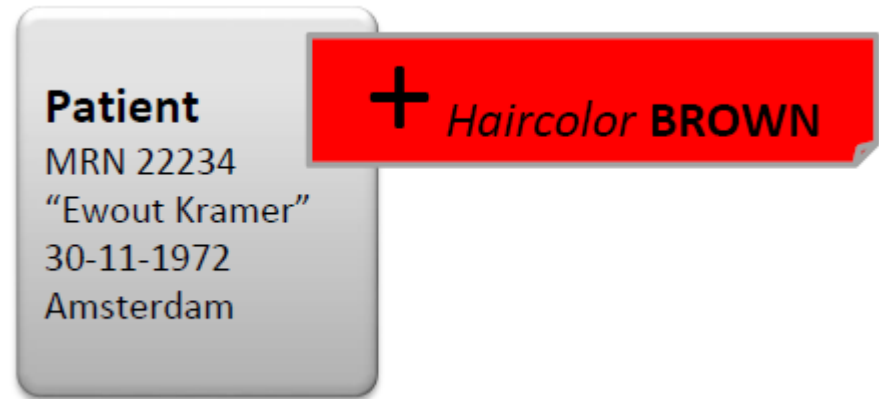 Patient
MRN 22234
“Ewout Kramer”
30-11-1972
Amsterdam
+ Haircolor BROWN